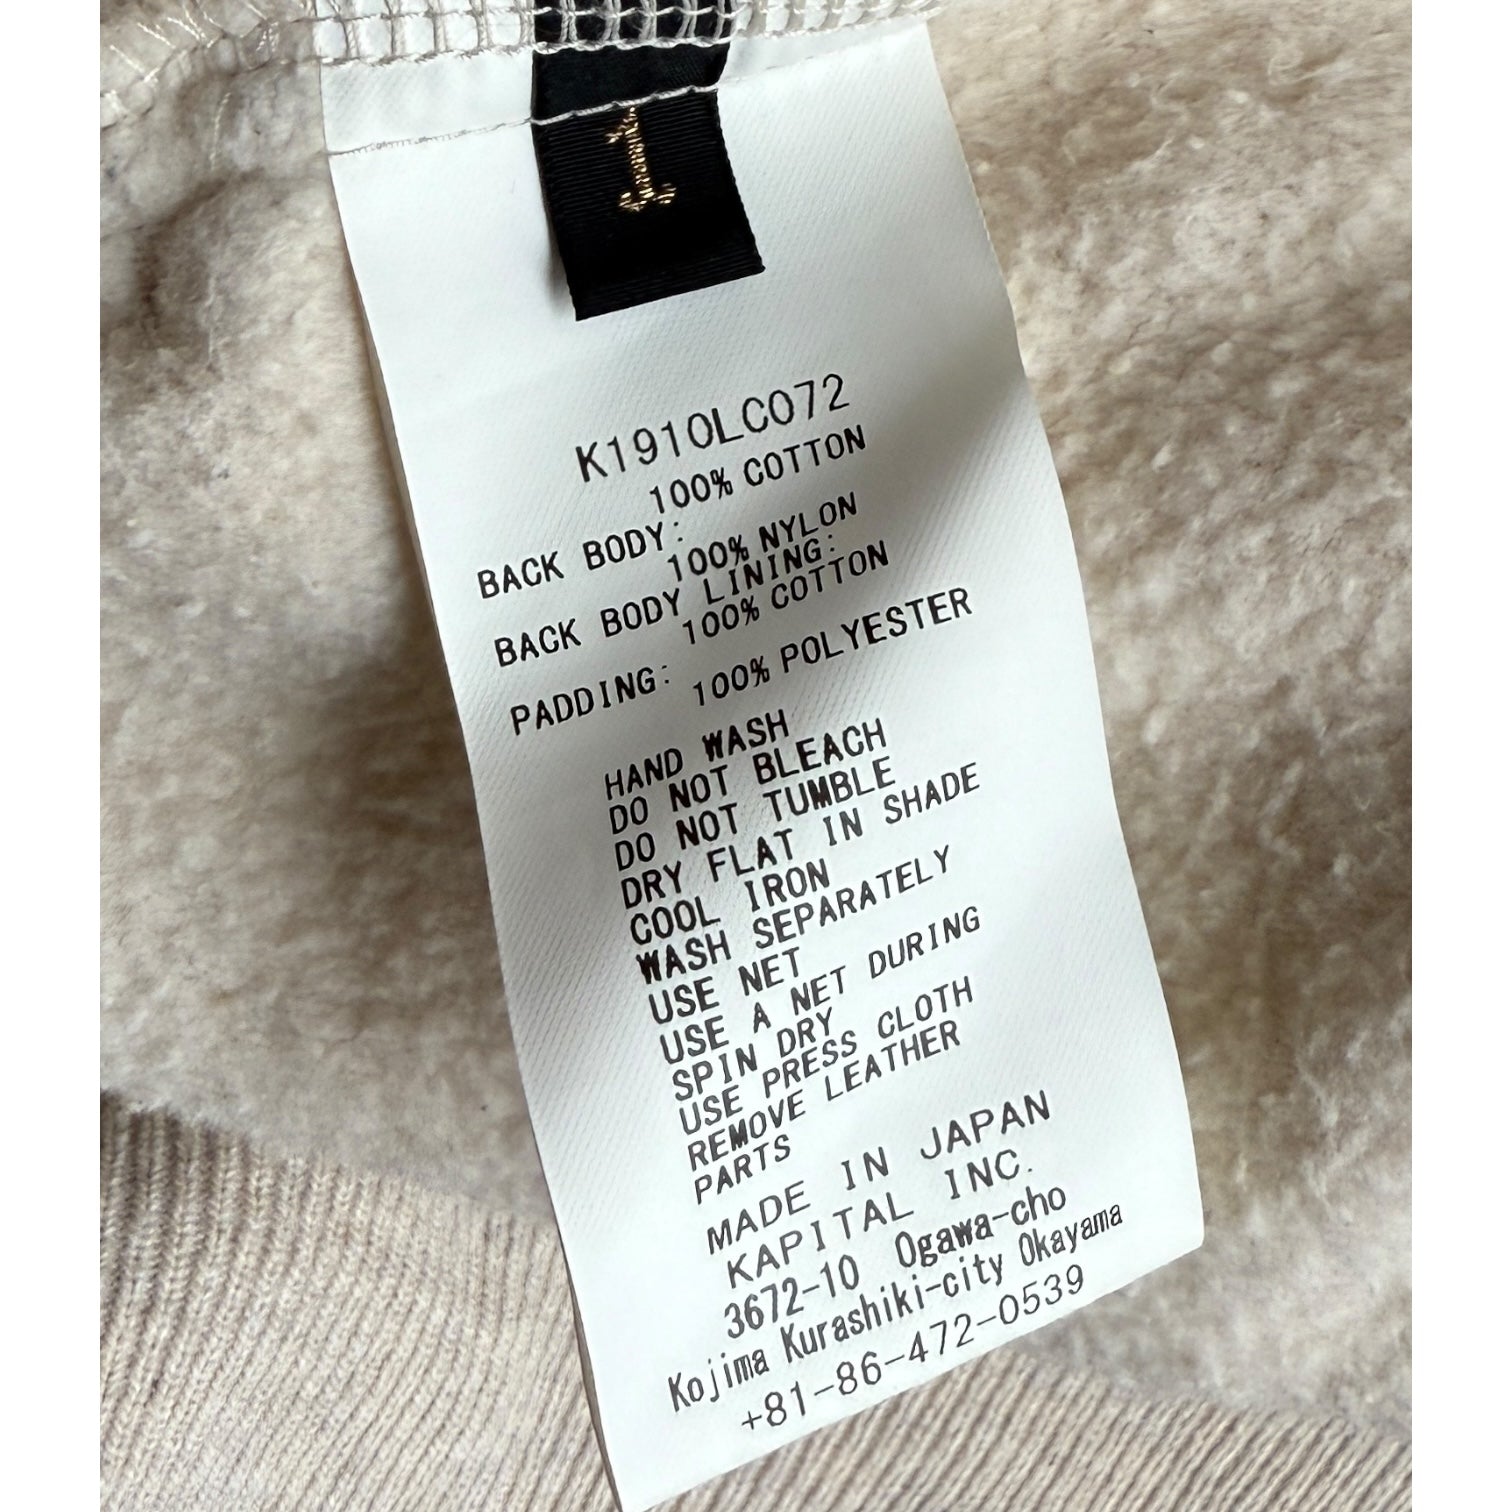 1
K1910LC072
100% COTTON
BACK BODY:
100% NYLON
BACK BODY LINING:
100% COTTON
PADDING:
100% POLYESTER
HAND WASH
DO NOT BLEACH
DO NOT TUMBLE
DRY FLAT IN SHADE
COOL IRON
WASH SEPARATELY
USE NET
USE A NET DURING
SPIN DRY
USE PRESS CLOTH
REMOVE LEATHER
PARTS
MADE IN JAPAN
KAPITAL INC.
3672-10 Ogawa-cho
Kojima Kurashiki-city Okayama
+81-86-472-0539